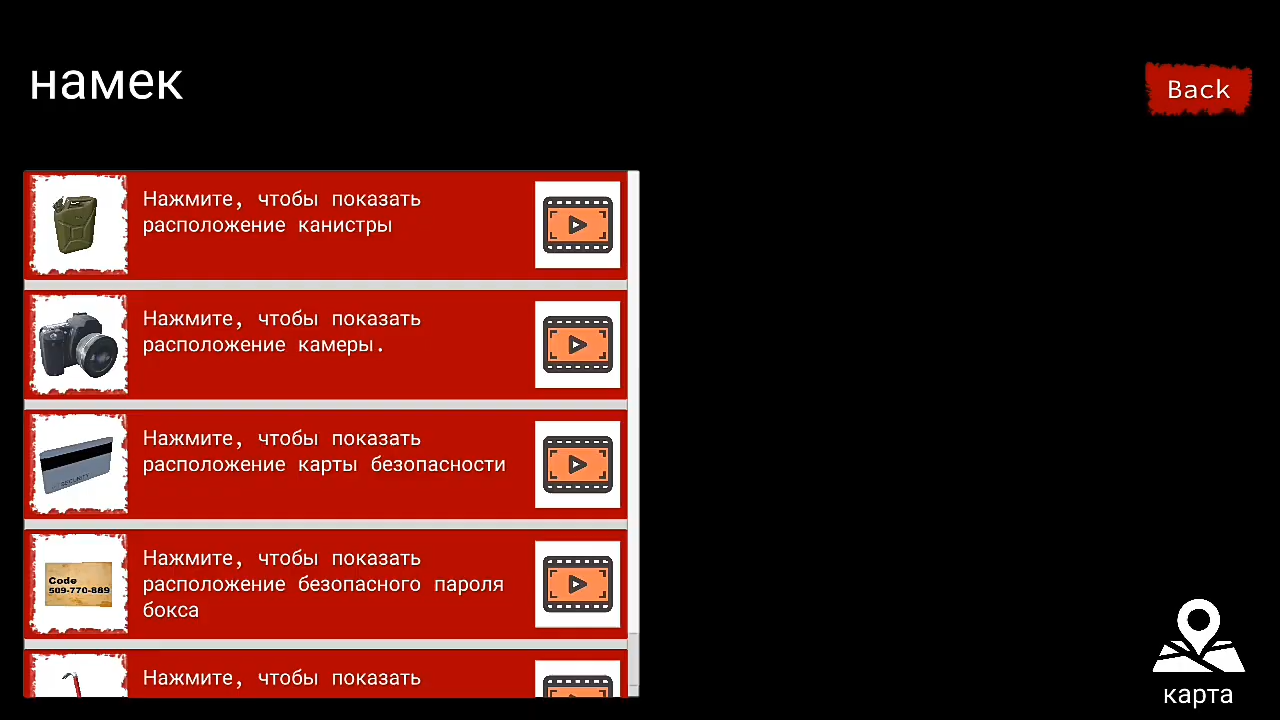 намек
Back
Нажмите, чтобы показать
расположение канистры
Нажмите, чтобы показать
расположение камеры.
SECURITY
Нажмите, чтобы показать
расположение карты безопасности
Code
509-770-889
Нажмите, чтобы показать
расположение безопасного пароля
бокса
Нажмите, чтобы показать
карта